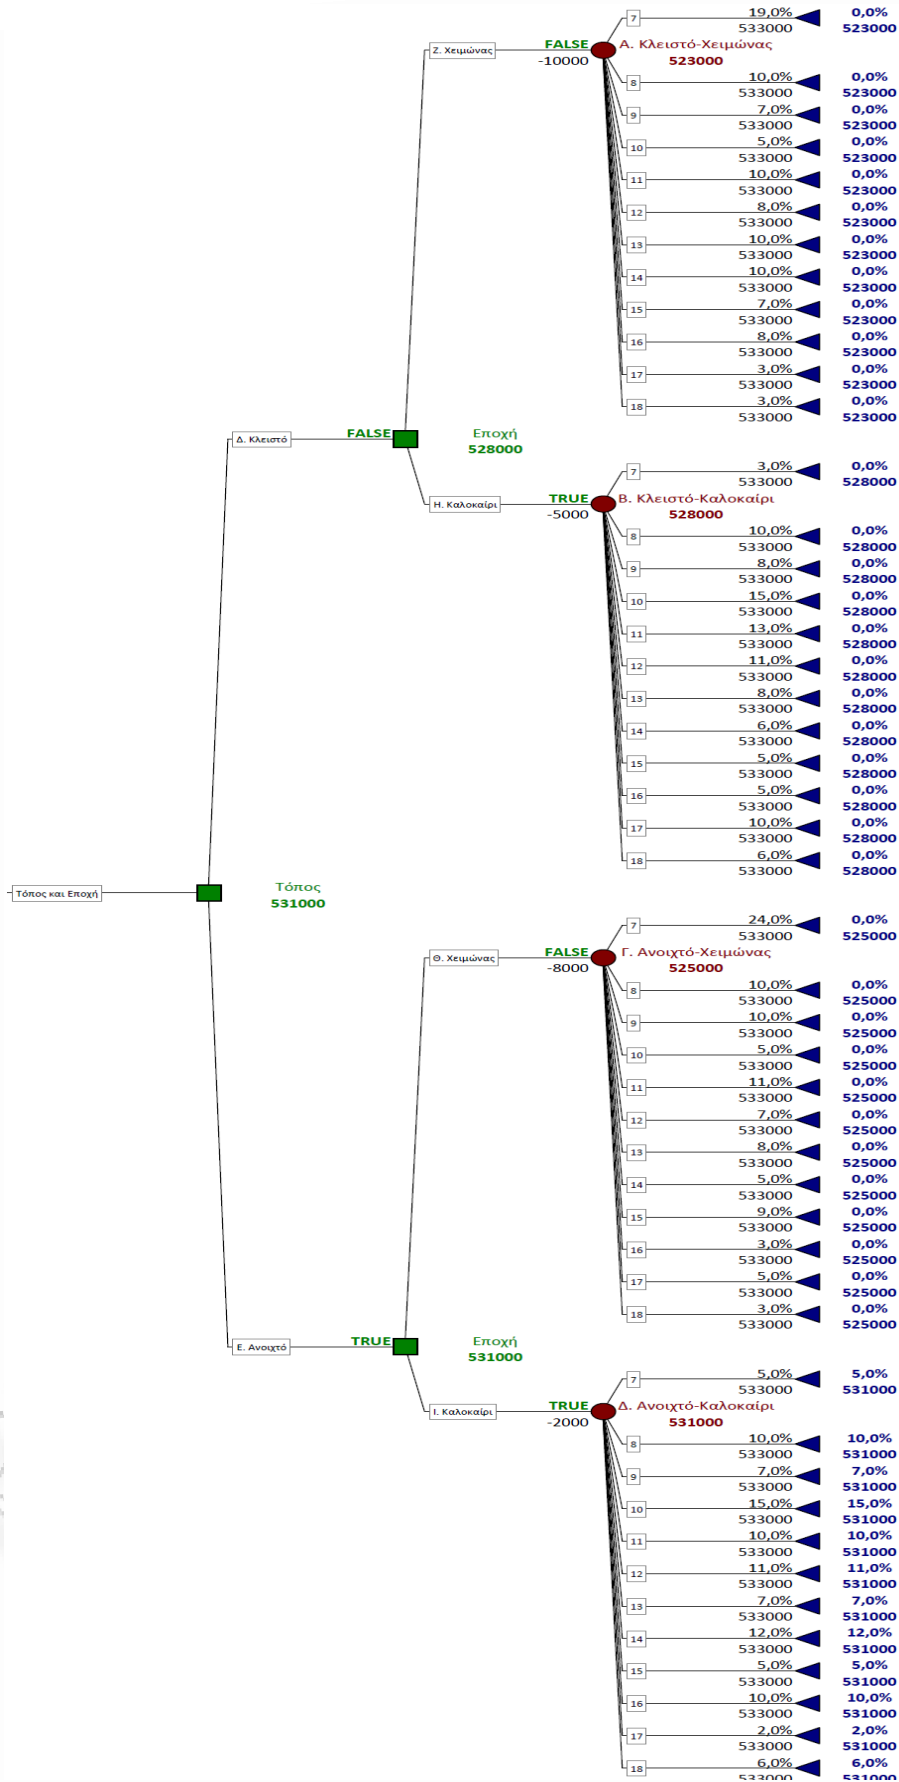 7 19,0% 0,0%
533000 523000
Ζ. Χειμώνας FALSE Α. Κλειστό-Χειμώνας
-10000 523000
8 10,0% 0,0%
533000 523000
9 7,0% 0,0%
533000 523000
10 5,0% 0,0%
533000 523000
11 10,0% 0,0%
533000 523000
12 8,0% 0,0%
533000 523000
13 10,0% 0,0%
533000 523000
14 10,0% 0,0%
533000 523000
15 7,0% 0,0%
533000 523000
16 8,0% 0,0%
533000 523000
17 3,0% 0,0%
533000 523000
18 3,0% 0,0%
533000 523000
Δ. Κλειστό FALSE Εποχή
528000
7 3,0% 0,0%
533000 528000
Η. Καλοκαίρι TRUE Β. Κλειστό-Καλοκαίρι
-5000 528000
8 10,0% 0,0%
533000 528000
9 8,0% 0,0%
533000 528000
10 15,0% 0,0%
533000 528000
11 13,0% 0,0%
533000 528000
12 11,0% 0,0%
533000 528000
13 8,0% 0,0%
533000 528000
14 6,0% 0,0%
533000 528000
15 5,0% 0,0%
533000 528000
16 5,0% 0,0%
533000 528000
17 10,0% 0,0%
533000 528000
18 6,0% 0,0%
533000 528000
Τόπος και Εποχή Τόπος
531000
7 24,0% 0,0%
533000 525000
Θ. Χειμώνας FALSE Γ. Ανοιχτό-Χειμώνας
-8000 525000
8 10,0% 0,0%
533000 525000
9 10,0% 0,0%
533000 525000
10 5,0% 0,0%
533000 525000
11 11,0% 0,0%
533000 525000
12 7,0% 0,0%
533000 525000
13 8,0% 0,0%
533000 525000
14 5,0% 0,0%
533000 525000
15 9,0% 0,0%
533000 525000
16 3,0% 0,0%
533000 525000
17 5,0% 0,0%
533000 525000
18 3,0% 0,0%
533000 525000
Ε. Ανοιχτό TRUE Εποχή
531000
7 5,0% 5,0%
533000 531000
Ι. Καλοκαίρι TRUE Δ. Ανοιχτό-Καλοκαίρι
-2000 531000
8 10,0% 10,0%
533000 531000
9 7,0% 7,0%
533000 531000
10 15,0% 15,0%
533000 531000
11 10,0% 10,0%
533000 531000
12 11,0% 11,0%
533000 531000
13 7,0% 7,0%
533000 531000
14 12,0% 12,0%
533000 531000
15 5,0% 5,0%
533000 531000
16 10,0% 10,0%
533000 531000
17 2,0% 2,0%
533000 531000
18 6,0% 6,0%
533000 531000